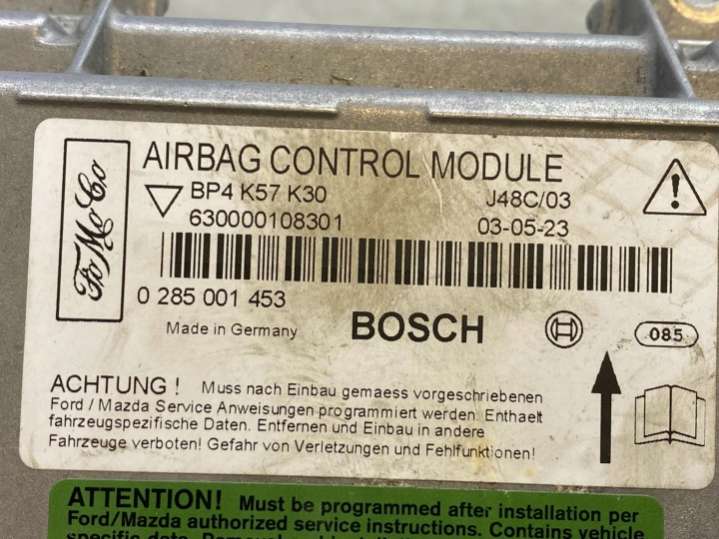 FoMoCo
AIRBAG CONTROL MODULE
BP4 K57 K30 J48C/03
630000108301 03-05-23
0 285 001 453
Made in Germany BOSCH 085
ACHTUNG ! Muss nach Einbau gemaess vorgeschriebenen
Ford / Mazda Service Anweisungen programmiert werden. Enthaelt
fahrzeugspezifische Daten. Entfernen und Einbau in andere
Fahrzeuge verboten! Gefahr von Verletzungen und Fehlfunktionen!
ATTENTION! Must be programmed after installation per
Ford/Mazda authorized service instructions. Contains vehicle
specific data.